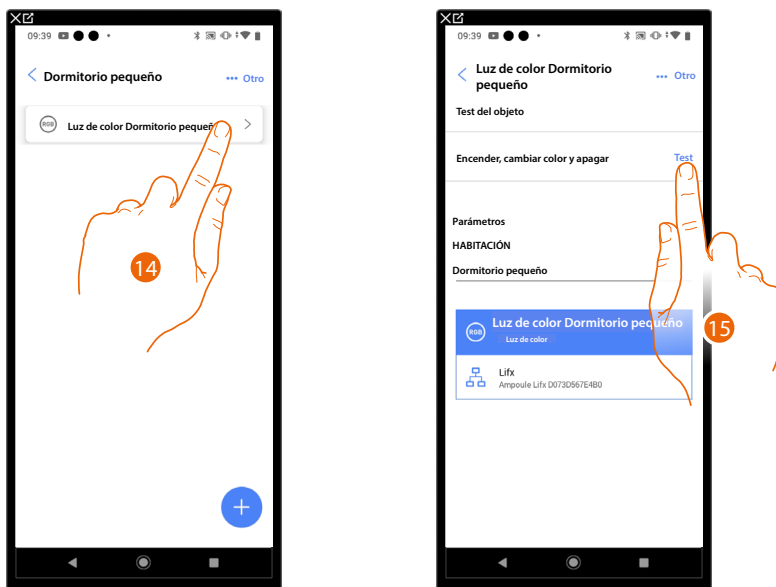 09:39
Dormitorio pequeño
••• Otro
RGB
Luz de color Dormitorio pequeñ
14
09:39
Luz de color Dormitorio
pequeño
••• Otro
Test del objeto
Encender, cambiar color y apagar
Test
Parámetros
HABITACIÓN
Dormitorio pequeño
RGB
Luz de color Dormitorio pequeño
Luz de color
15
Lifx
Ampoule Lifx D073D567E4B0